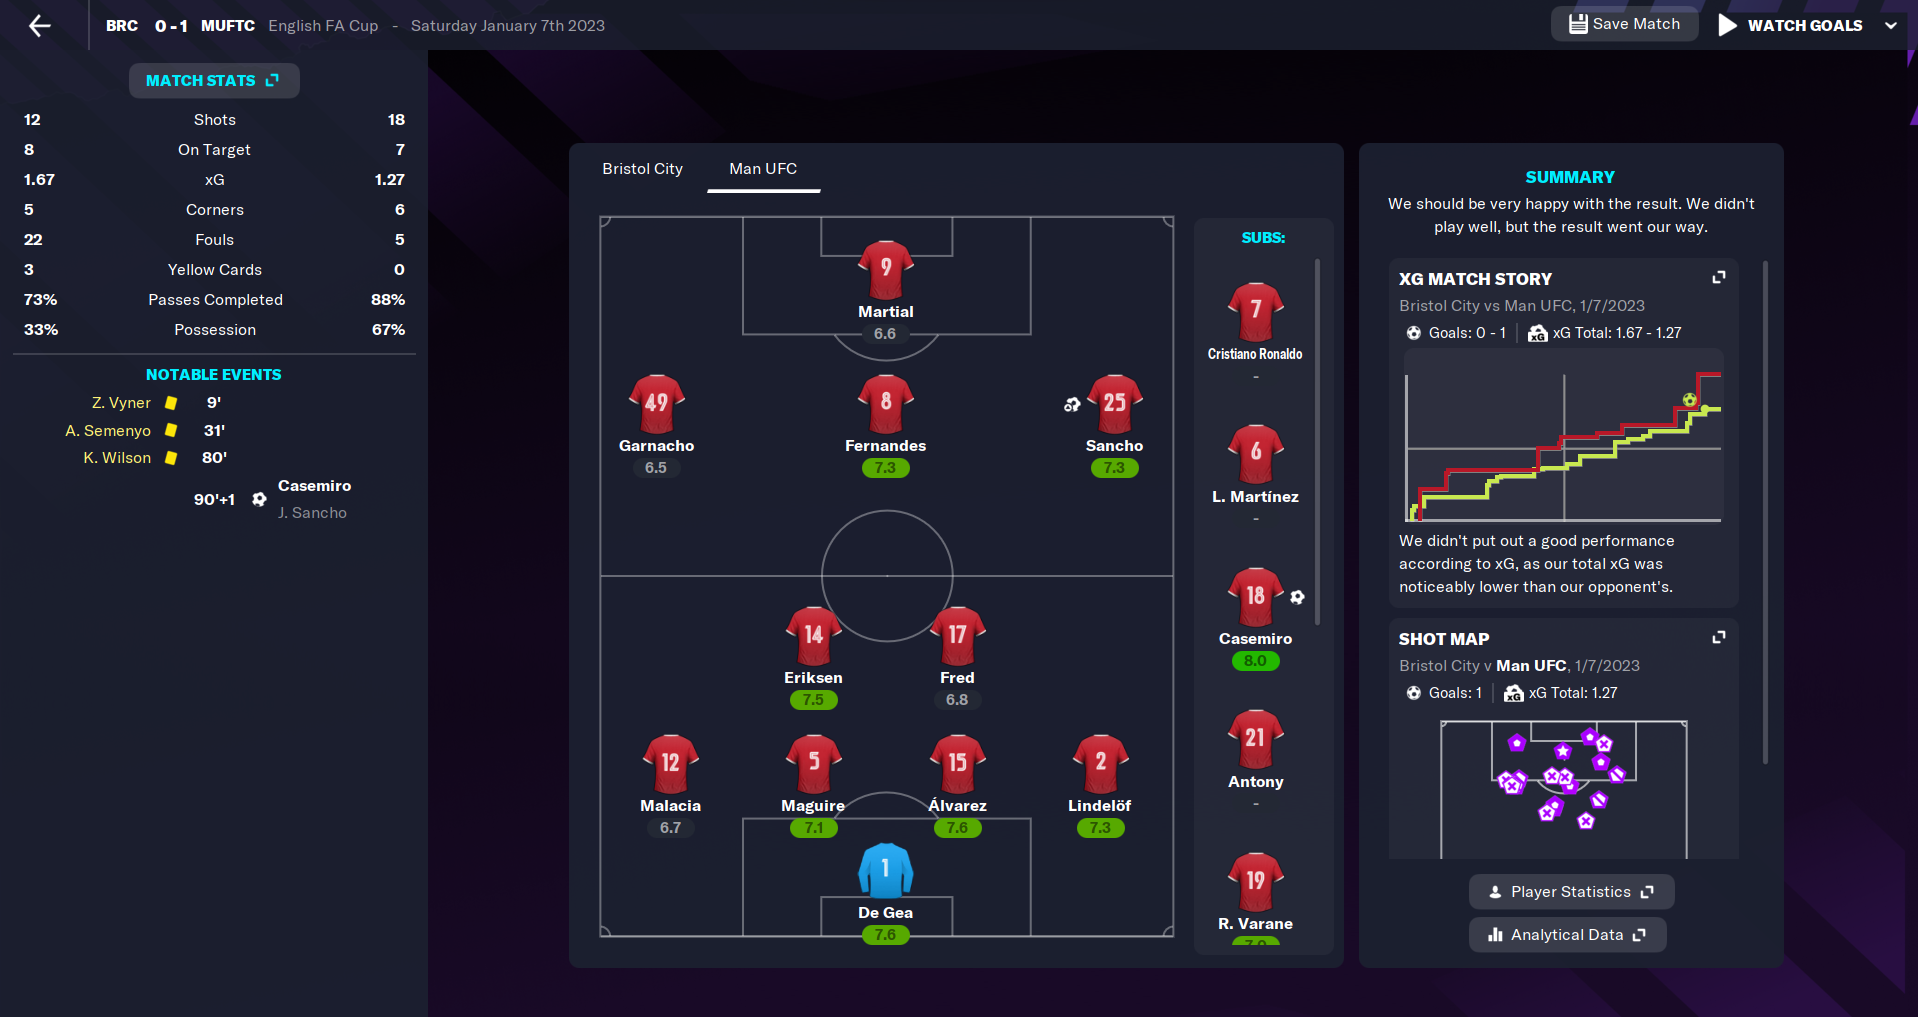 BRC 0 - 1 MUFTC English FA Cup - Saturday January 7th 2023
Save Match
WATCH GOALS
MATCH STATS
12 Shots 18
8 On Target 7
1.67 xG 1.27
5 Corners 6
22 Fouls 5
3 Yellow Cards 0
73% Passes Completed 88%
33% Possession 67%
NOTABLE EVENTS
Z. Vyner 9'
A. Semenyo 31'
K. Wilson 80'
90'+1 Casemiro
J. Sancho
Bristol City Man UFC
9
Martial
6.6
49 8 25
Garnacho Fernandes Sancho
6.5 7.3 7.3
14 17
Eriksen Fred
7.5 6.8
12 5 15 2
Malacia Maguire Álvarez Lindelöf
6.7 7.1 7.6 7.3
1
De Gea
7.6
SUBS:
7
Cristiano Ronaldo
-
6
L. Martínez
-
18
Casemiro
8.0
21
Antony
-
19
R. Varane
7.0
SUMMARY
We should be very happy with the result. We didn't
play well, but the result went our way.
XG MATCH STORY
Bristol City vs Man UFC, 1/7/2023
Goals: 0 - 1 xG xG Total: 1.67 - 1.27
We didn't put out a good performance
according to xG, as our total xG was
noticeably lower than our opponent's.
SHOT MAP
Bristol City v Man UFC, 1/7/2023
Goals: 1 xG xG Total: 1.27
Player Statistics
Analytical Data